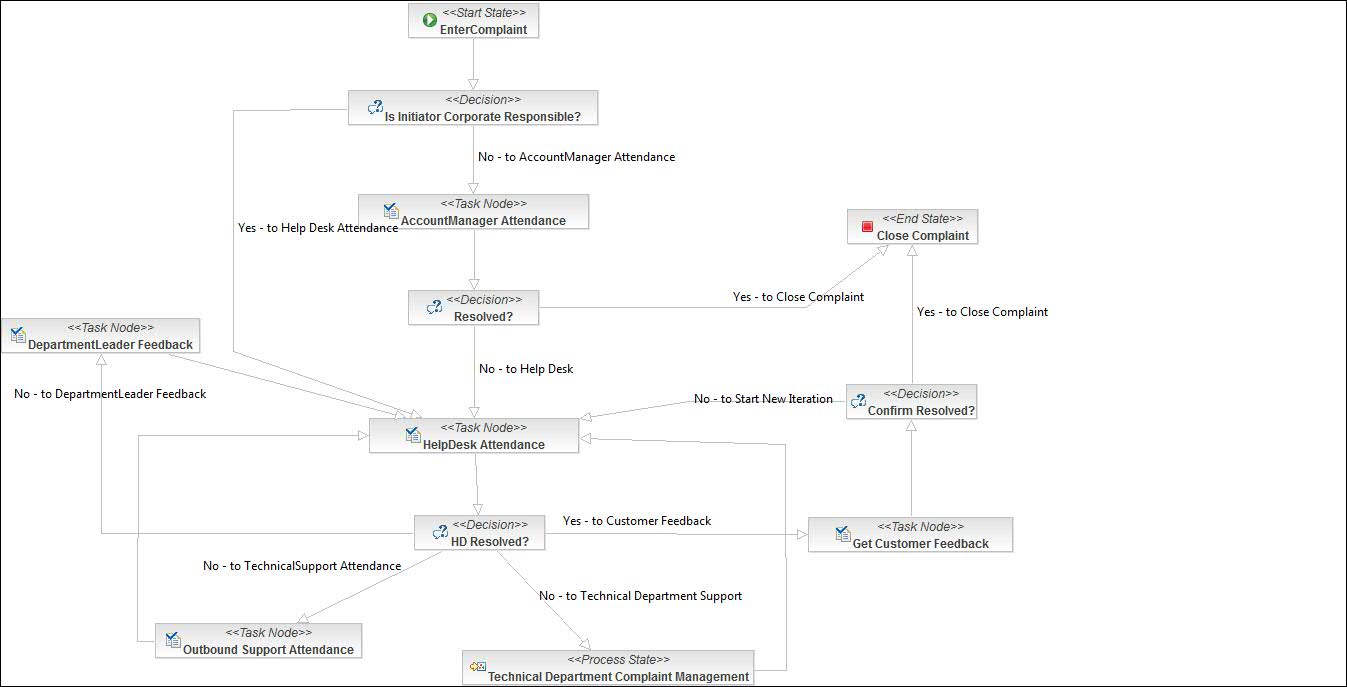 <<Start State>>
EnterComplaint
<<Decision>>
Is Initiator Corporate Responsible?
No - to AccountManager Attendance
<<Task Node>>
AccountManager Attendance
Yes - to Help Desk Attendance
<<End State>>
Close Complaint
<<Decision>>
Resolved?
Yes - to Close Complaint
Yes - to Close Complaint
<<Task Node>>
DepartmentLeader Feedback
No - to Help Desk
No - to DepartmentLeader Feedback
No - to Start New Iteration
<<Decision>>
Confirm Resolved?
<<Task Node>>
HelpDesk Attendance
<<Decision>>
HD Resolved?
Yes - to Customer Feedback
<<Task Node>>
Get Customer Feedback
No - to TechnicalSupport Attendance
No - to Technical Department Support
<<Task Node>>
Outbound Support Attendance
<<Process State>>
Technical Department Complaint Management